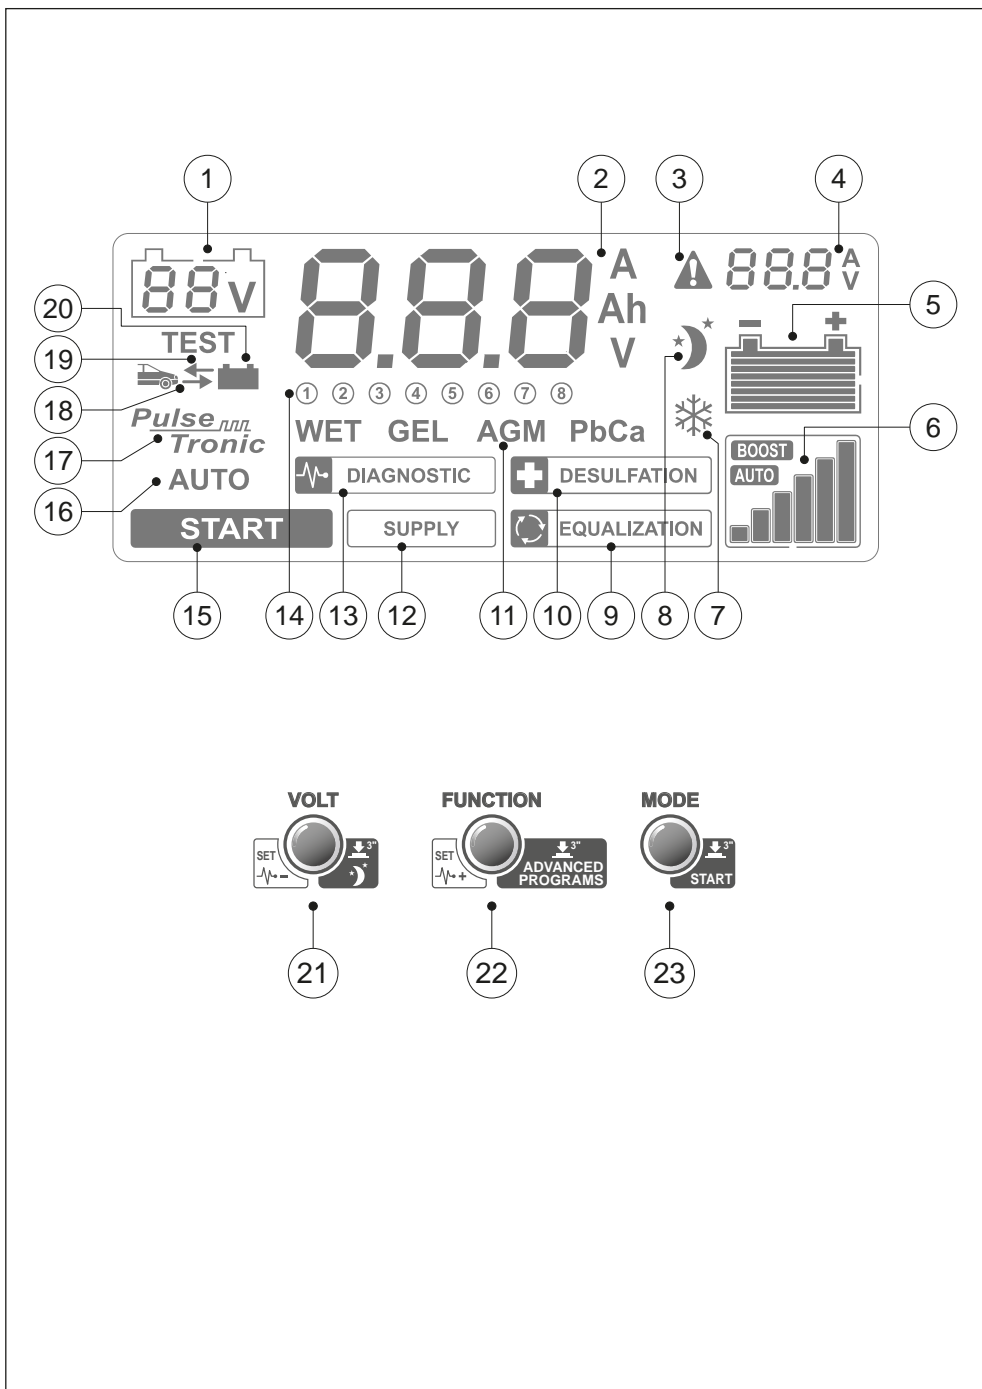 1
2
3
4
88V
8.8.8
A
Ah
V
88.8
A
V
20
TEST
5
19
18
① ② ③ ④ ⑤ ⑥ ⑦ ⑧
Pulse
Tronic
WET GEL AGM PbCa
6
BOOST
AUTO
17
AUTO
DIAGNOSTIC
DESULFATION
16
START
SUPPLY
EQUALIZATION
15
14
13
12
11
10
9
8
7
VOLT
FUNCTION
MODE
SET
3"
SET
3"
ADVANCED
PROGRAMS
3"
START
21
22
23